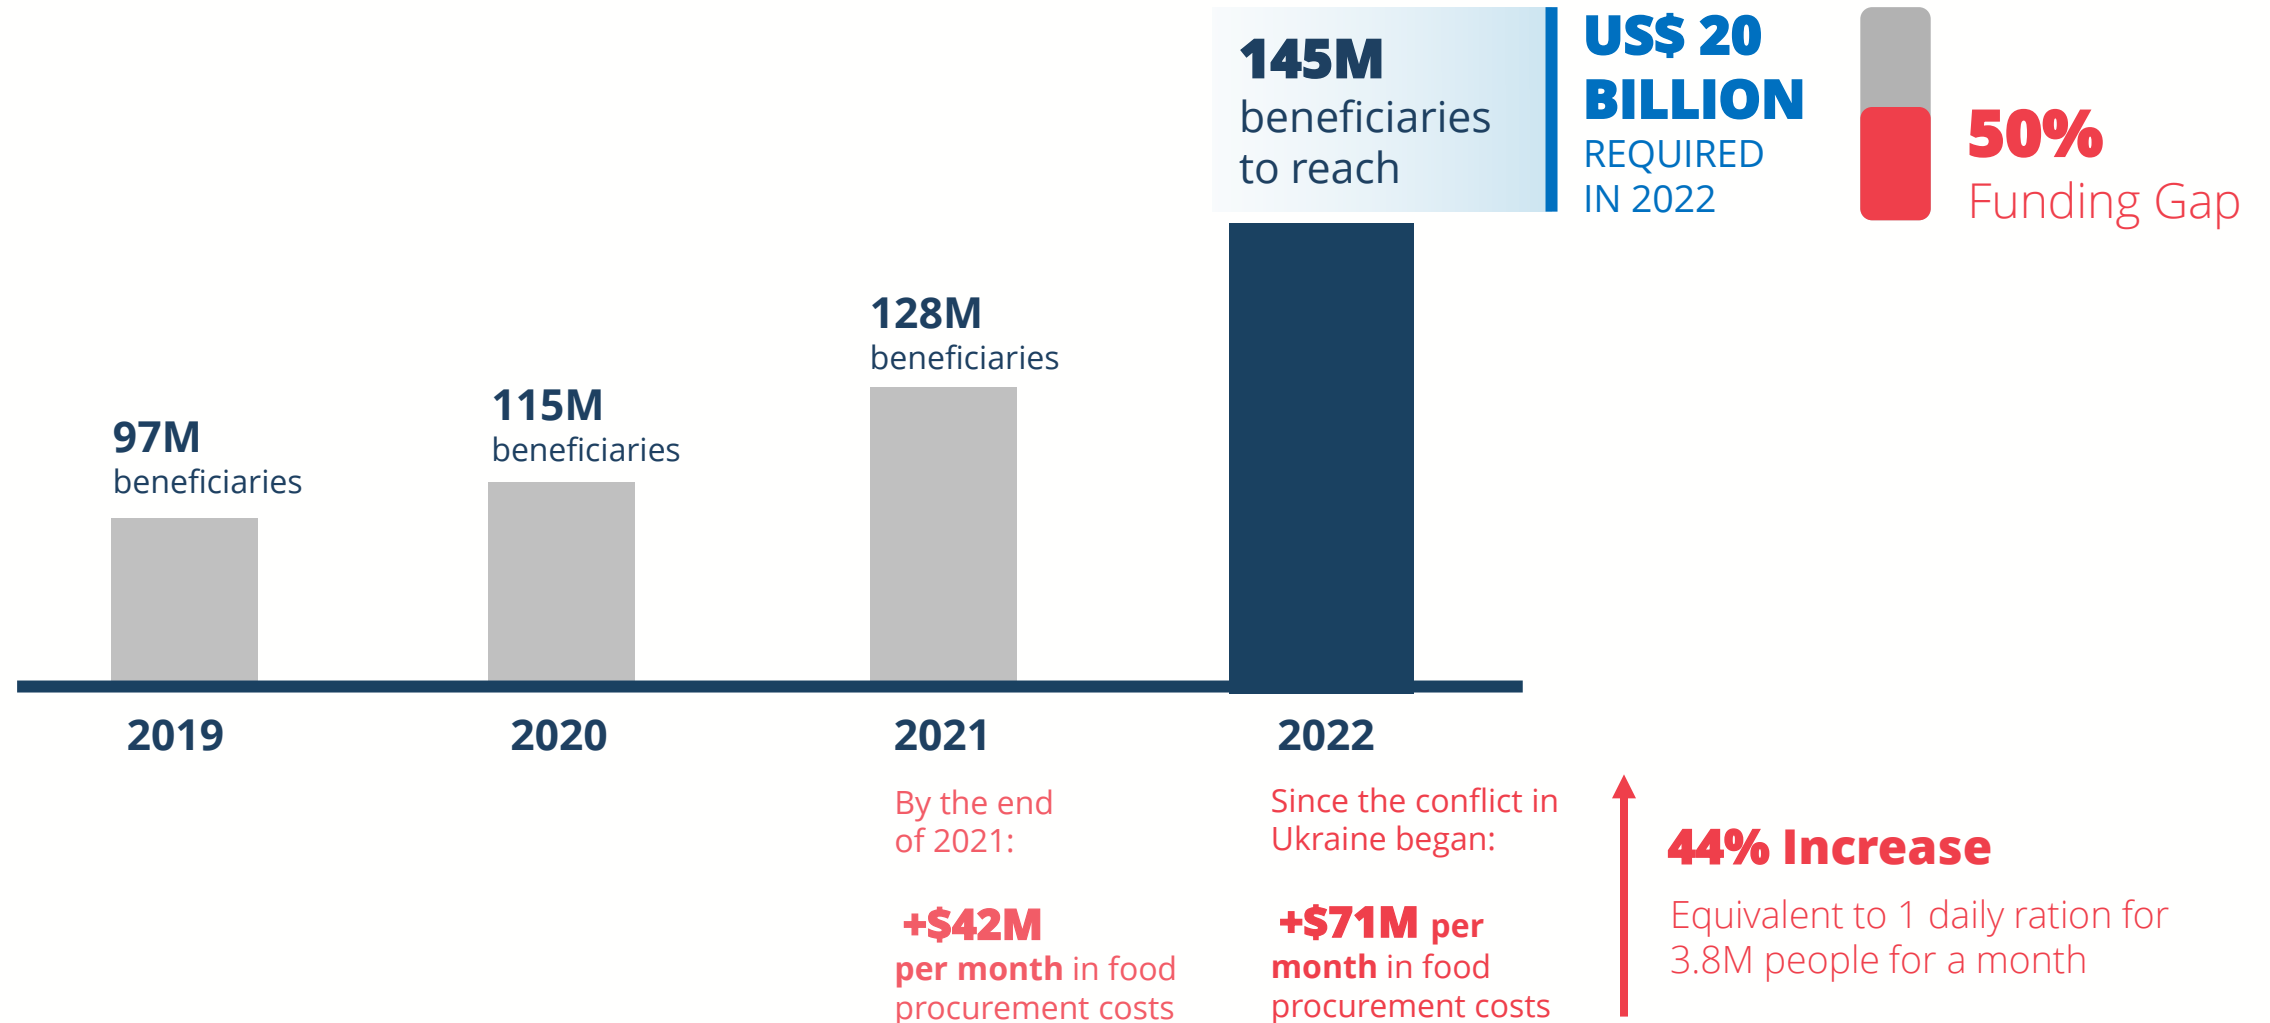 145M
beneficiaries
to reach
US$ 20
BILLION
REQUIRED
IN 2022
50%
Funding Gap
128M
beneficiaries
115M
beneficiaries
97M
beneficiaries
2019
2020
2021
2022
By the end
of 2021:
+$42M
per month in food
procurement costs
Since the conflict in
Ukraine began:
+$71M per
month in food
procurement costs
44% Increase
Equivalent to 1 daily ration for
3.8M people for a month